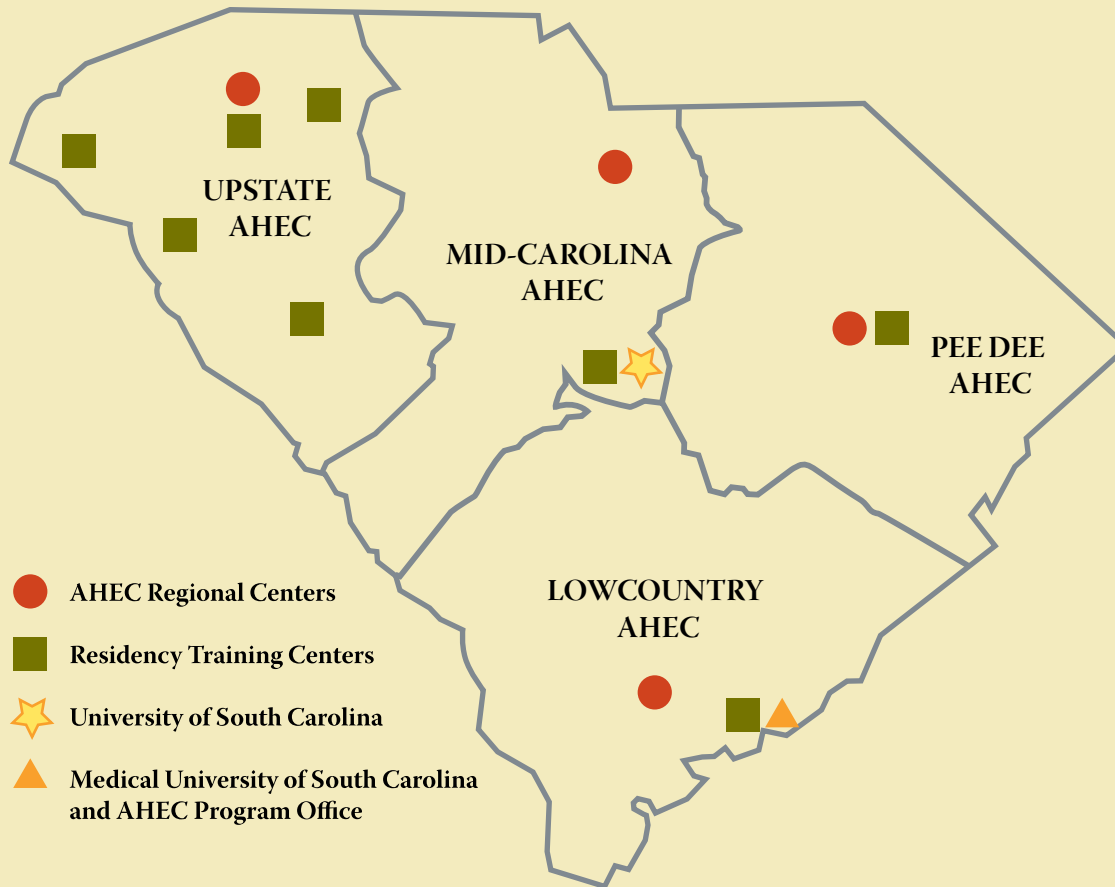 UPSTATE
AHEC
MID-CAROLINA
AHEC
PEE DEE
AHEC
LOWCOUNTRY
AHEC
AHEC Regional Centers
Residency Training Centers
University of South Carolina
Medical University of South Carolina
and AHEC Program Office